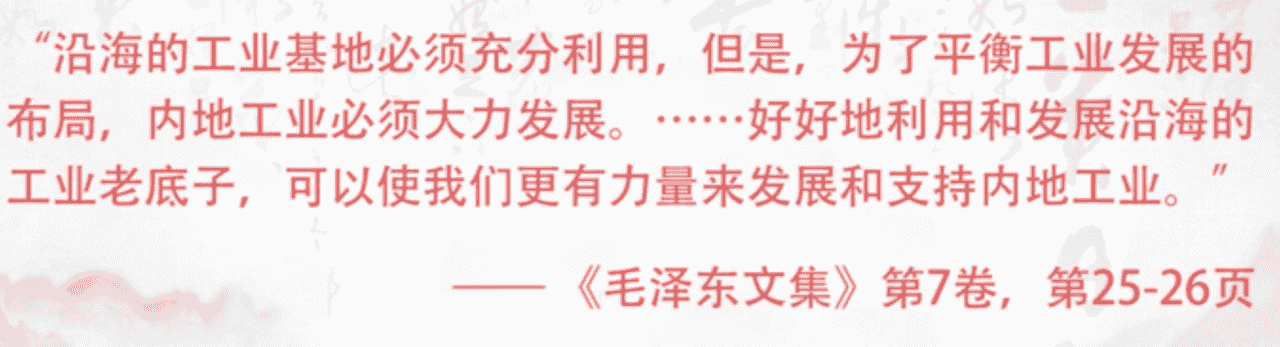 “沿海的工业基地必须充分利用，但是，为了平衡工业发展的
布局，内地工业必须大力发展。……好好地利用和发展沿海的
工业老底子，可以使我们更有力量来发展和支持内地工业。”
——《毛泽东文集》第7卷，第25-26页